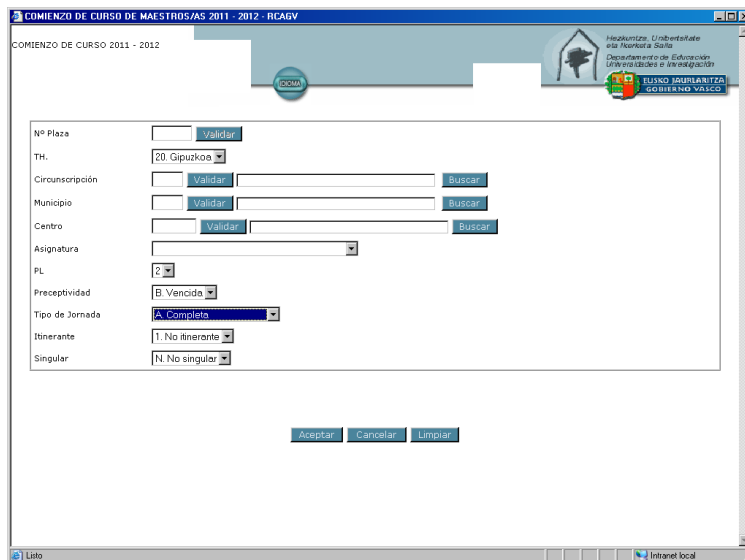 COMIENZO DE CURSO DE MAESTROS/AS 2011 - 2012 - RCAGV
COMIENZO DE CURSO 2011 - 2012
Hezkuntza, Unibertsitate
eta Ikerketa Saila
Departamento de Educación
Universidades e Investigación
IDIOMA
EUSKO JAURLARITZA
GOBIERNO VASCO
Nº Plaza Validar
TH. 20. Gipuzkoa
Circunscripción Validar Buscar
Municipio Validar Buscar
Centro Validar Buscar
Asignatura
PL 2
Preceptividad B. Vencida
Tipo de Jornada A. Completa
Itinerante 1. No itinerante
Singular N. No singular
Aceptar Cancelar Limpiar
Listo Intranet local